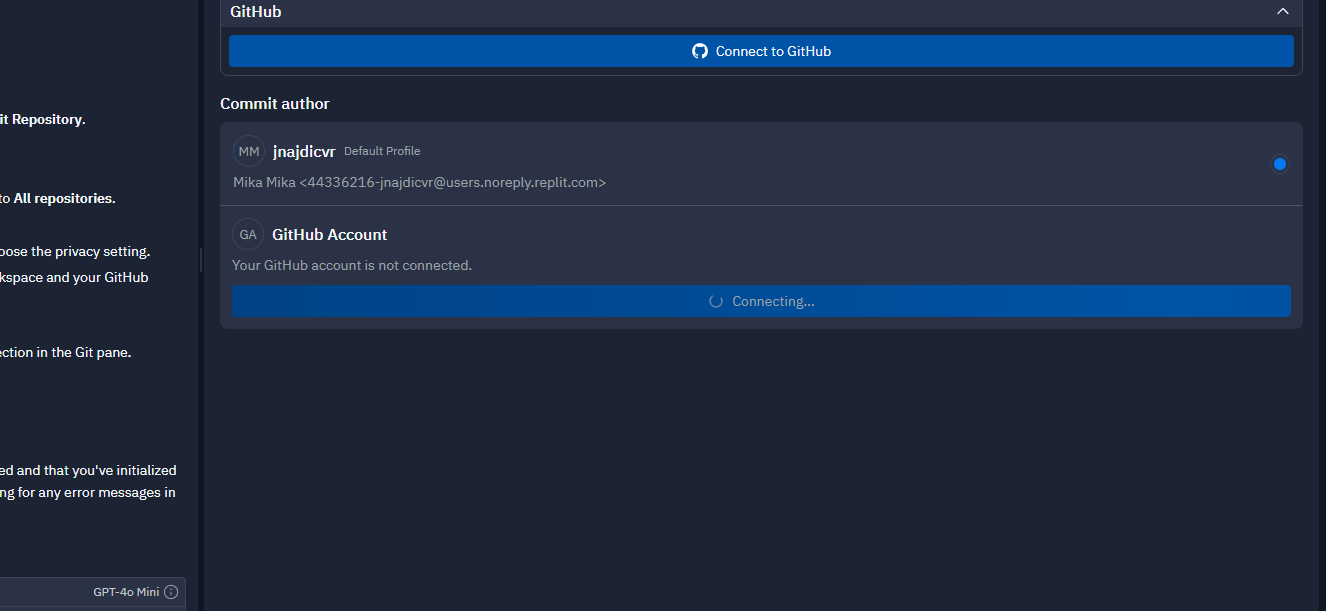 GitHub
Connect to GitHub
Commit author
MM jnajdicvr Default Profile
Mika Mika <44336216-jnajdicvr@users.noreply.replit.com>
GA GitHub Account
Your GitHub account is not connected.
Connecting...
it Repository.
to All repositories.
oose the privacy setting.
kspace and your GitHub
ection in the Git pane.
ed and that you've initialized
ng for any error messages in
GPT-4o Mini